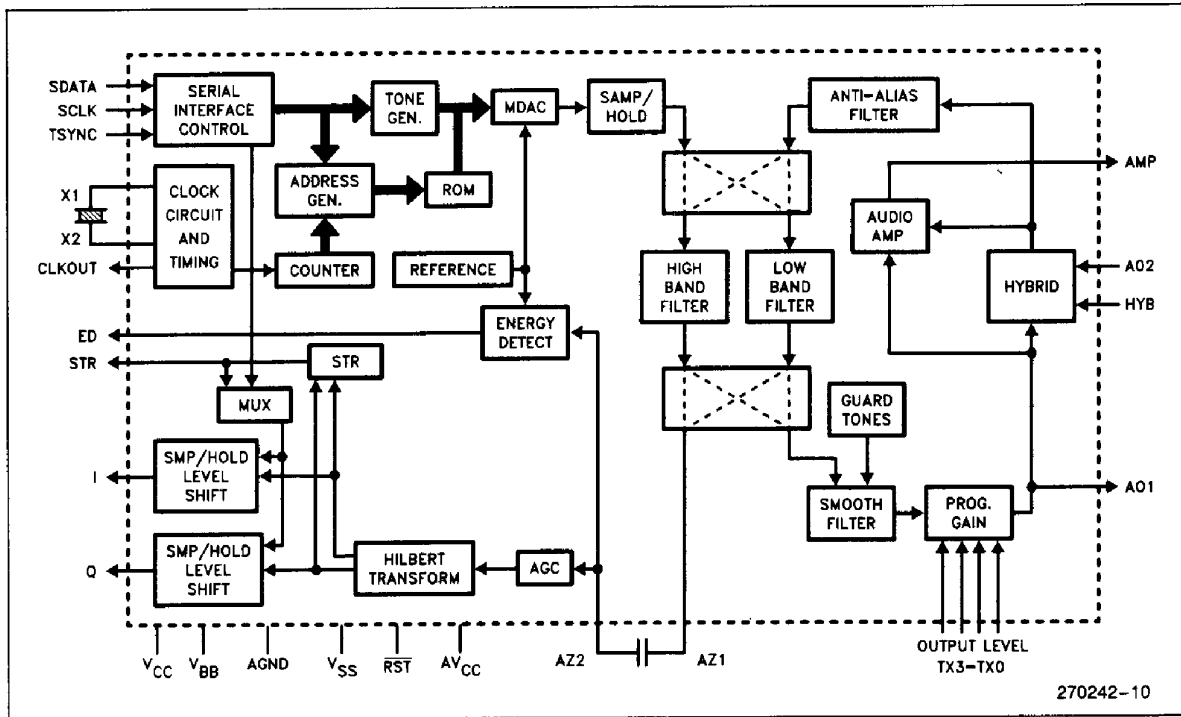 SDATA
SCLK
TSYNC
SERIAL
INTERFACE
CONTROL
TONE
GEN.
MDAC
SAMP/
HOLD
ANTI-ALIAS
FILTER
AMP
X1
X2
CLKOUT
CLOCK
CIRCUIT
AND
TIMING
ADDRESS
GEN.
ROM
COUNTER
REFERENCE
HIGH
BAND
FILTER
LOW
BAND
FILTER
AUDIO
AMP
HYBRID
A02
HYB
ED
ENERGY
DETECT
STR
STR
MUX
GUARD
TONES
I
SMP/HOLD
LEVEL
SHIFT
SMOOTH
FILTER
PROG.
GAIN
A01
Q
SMP/HOLD
LEVEL
SHIFT
HILBERT
TRANSFORM
AGC
VCC
VBB
AGND
VSS
RST
AVCC
AZ2
AZ1
OUTPUT LEVEL
TX3-TX0
270242-10